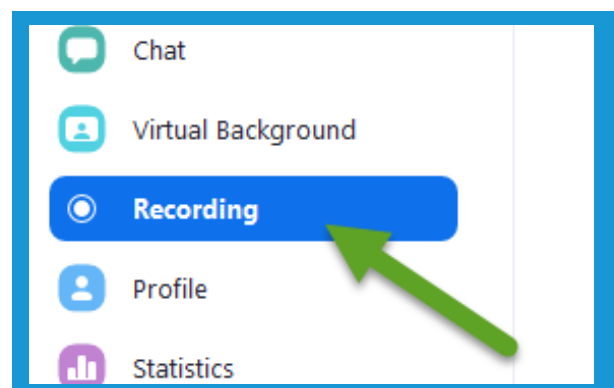 Chat
Virtual Background
Recording
Profile
Statistics